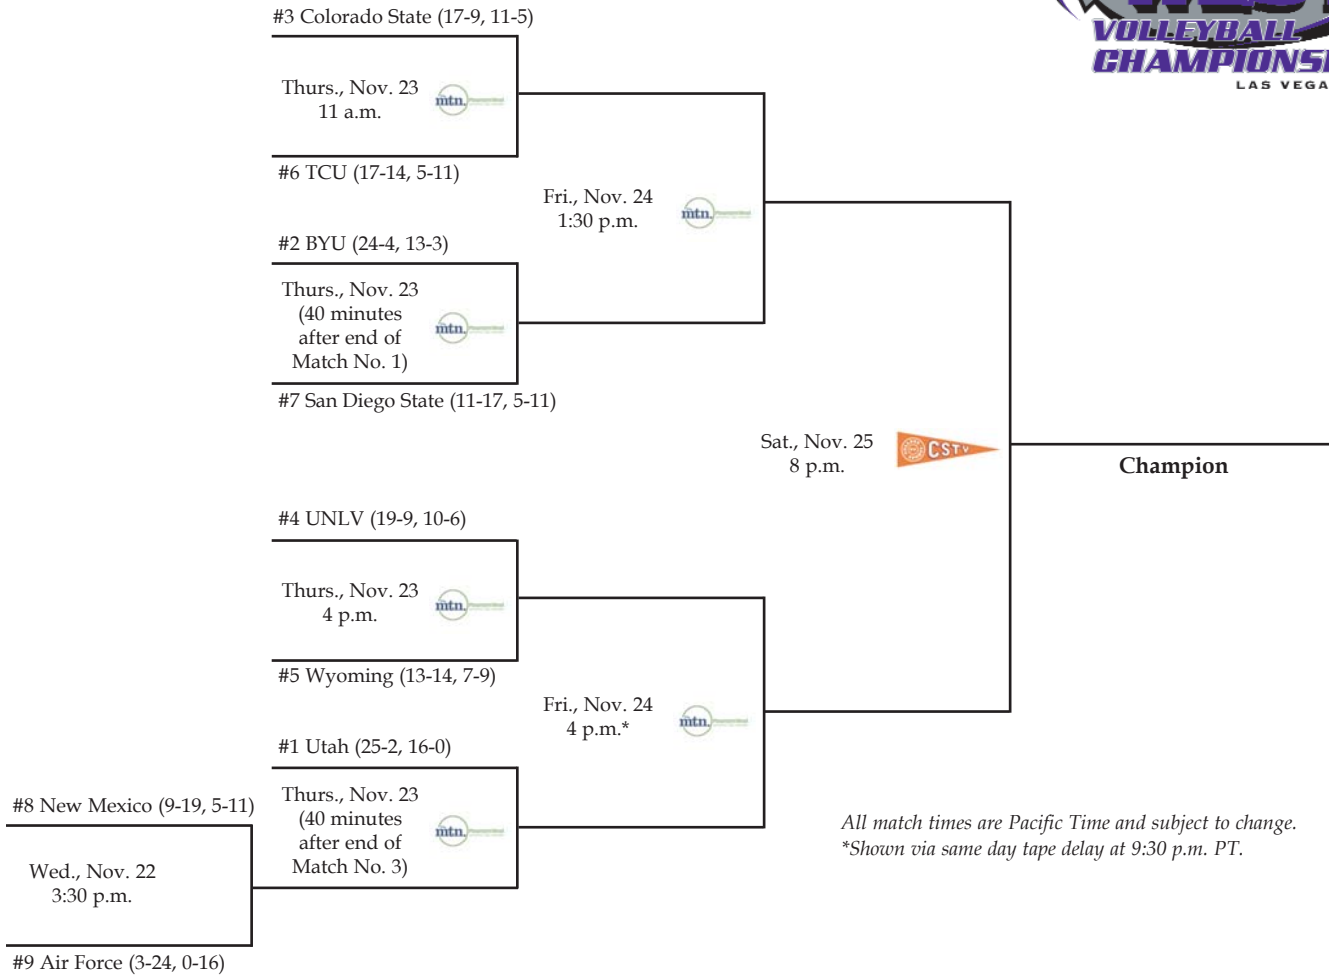 #3 Colorado State (17-9, 11-5)
Thurs., Nov. 23
11 a.m.
mtn.
#6 TCU (17-14, 5-11)
Fri., Nov. 24
1:30 p.m.
mtn.
#2 BYU (24-4, 13-3)
Thurs., Nov. 23
(40 minutes
after end of
Match No. 1)
mtn.
#7 San Diego State (11-17, 5-11)
VOLLEYBALL
LAS VEGA
Sat., Nov. 25
8 p.m.
CSTV
Champion
#4 UNLV (19-9, 10-6)
Thurs., Nov. 23
4 p.m.
mtn.
#5 Wyoming (13-14, 7-9)
Fri., Nov. 24
4 p.m.*
mtn.
#1 Utah (25-2, 16-0)
Thurs., Nov. 23
(40 minutes
after end of
Match No. 3)
mtn.
#8 New Mexico (9-19, 5-11)
Wed., Nov. 22
3:30 p.m.
#9 Air Force (3-24, 0-16)
All match times are Pacific Time and subject to change.
*Shown via same day tape delay at 9:30 p.m. PT.